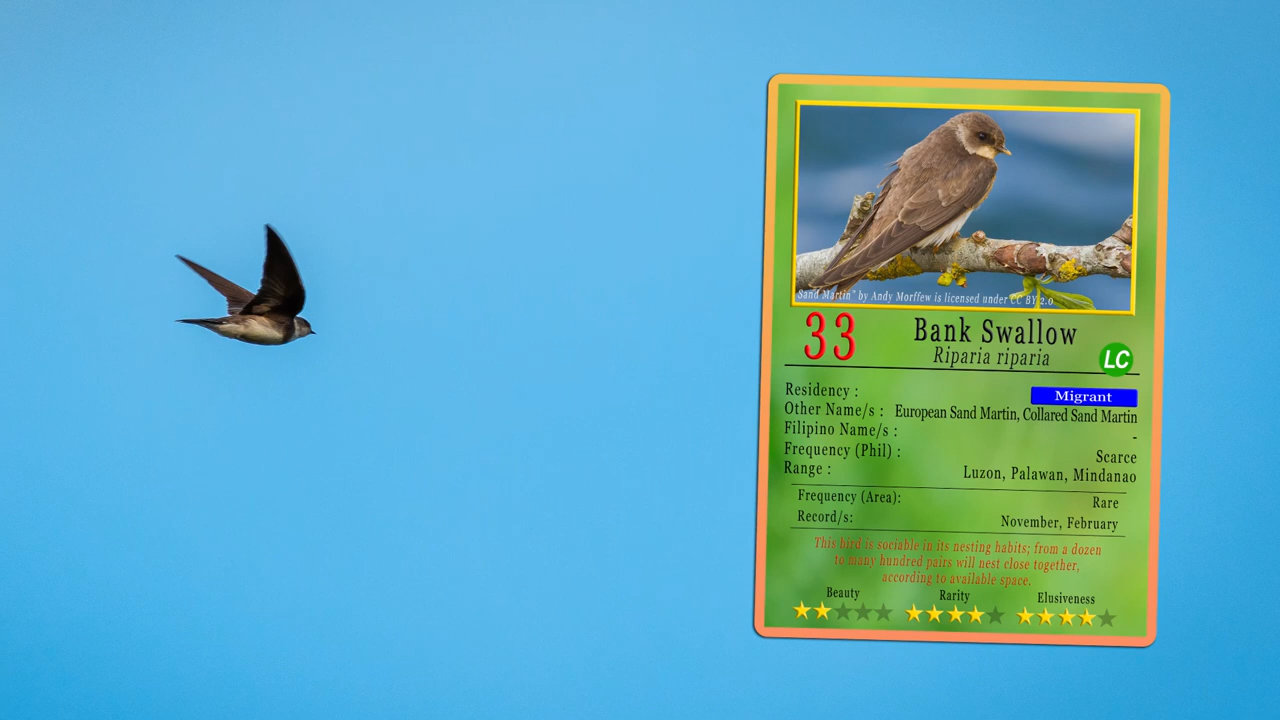 Sand Martin" by Andy Morffew is licensed under CC BY 2.0
33
Bank Swallow
Riparia riparia
LC
Residency : Migrant
Other Name/s : European Sand Martin, Collared Sand Martin
Filipino Name/s : -
Frequency (Phil) : Scarce
Range : Luzon, Palawan, Mindanao
Frequency (Area): Rare
Record/s: November, February
This bird is sociable in its nesting habits; from a dozen
to many hundred pairs will nest close together,
according to available space.
Beauty Rarity Elusiveness